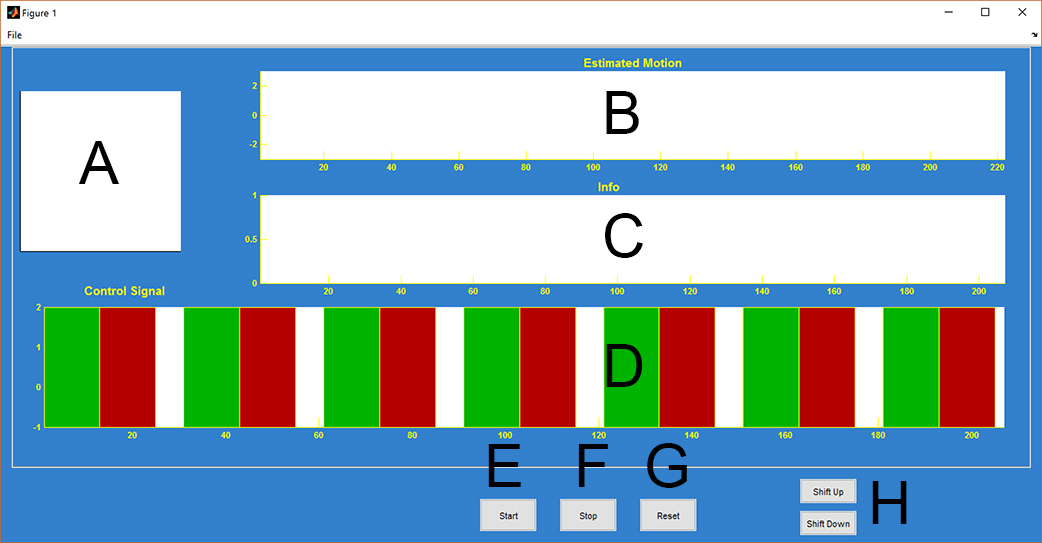 Figure 1
File
Estimated Motion
A
2
0
-2
B
20 40 60 80 100 120 140 160 180 200 220
Info
1
0.5
0
C
20 40 60 80 100 120 140 160 180 200
Control Signal
2
1
0
-1
D
20 40 60 80 100 120 140 160 180 200
E F G
Start Stop Reset
Shift Up
Shift Down
H